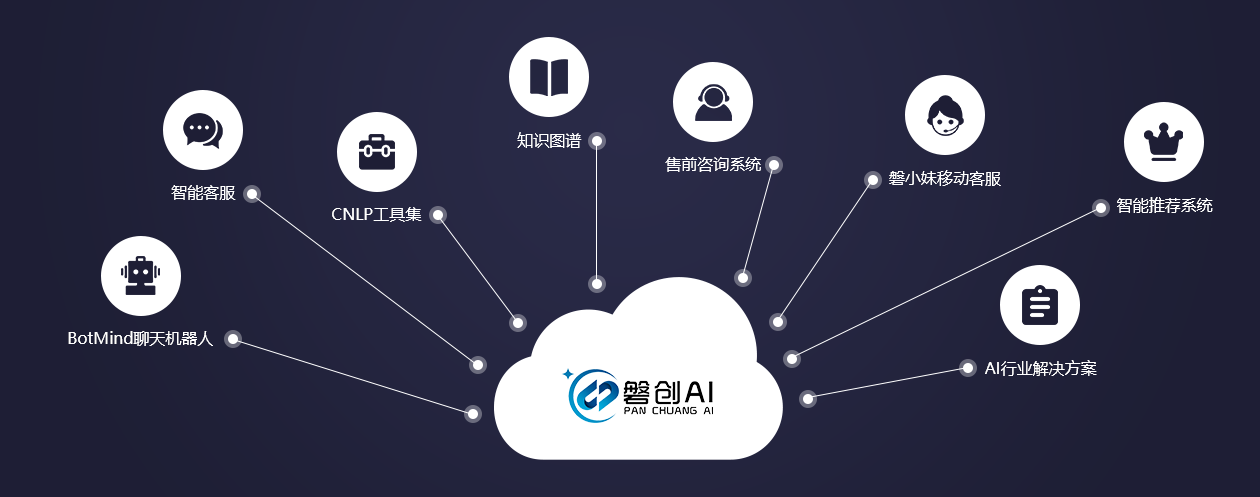 知识图谱
售前咨询系统
智能客服
磐小妹移动客服
CNLP工具集
智能推荐系统
BotMind聊天机器人
AI行业解决方案
磐创AI
PAN CHUANG AI